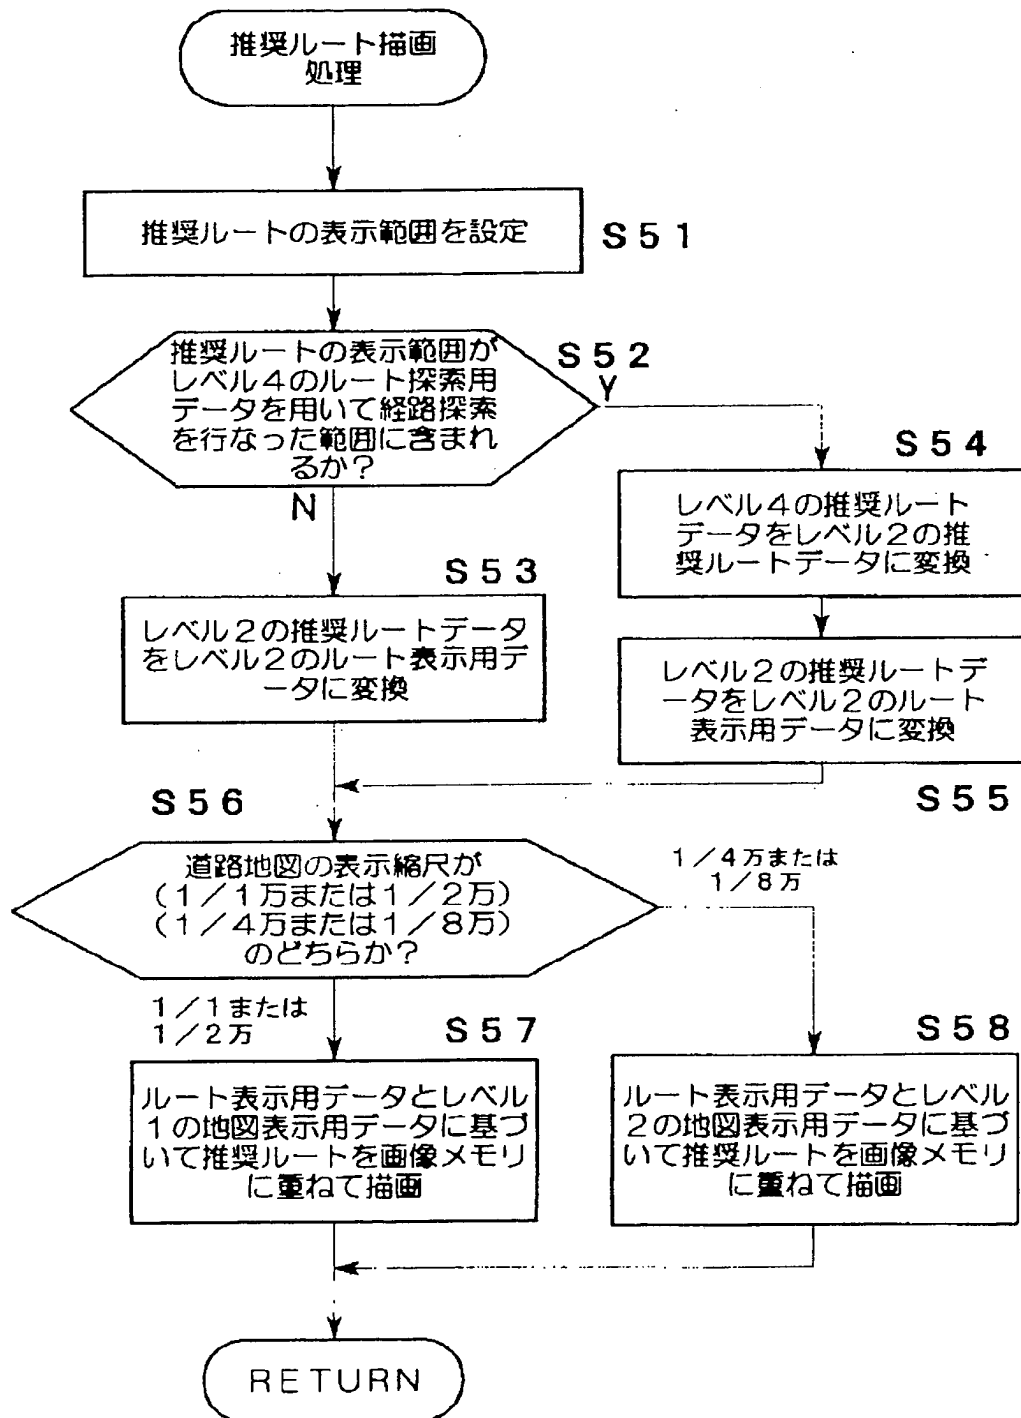 推奨ルート描画
処理
推奨ルートの表示範囲を設定
S51
推奨ルートの表示範囲が
レベル4のルート探索用
データを用いて経路探索
を行なった範囲に含まれ
るか?
S52
Y
N
S54
レベル4の推奨ルート
データをレベル2の推
奨ルートデータに変換
S53
レベル2の推奨ルートデータ
をレベル2のルート表示用デ
ータに変換
レベル2の推奨ルートデ
ータをレベル2のルート
表示用データに変換
S55
S56
道路地図の表示縮尺が
(1/1万または1/2万)
(1/4万または1/8万)
のどちらか?
1/4万または
1/8万
1/1または
1/2万
S57
ルート表示用データとレベル
1の地図表示用データに基づ
いて推奨ルートを画像メモリ
に重ねて描画
S58
ルート表示用データとレベル
2の地図表示用データに基づ
いて推奨ルートを画像メモリ
に重ねて描画
RETURN